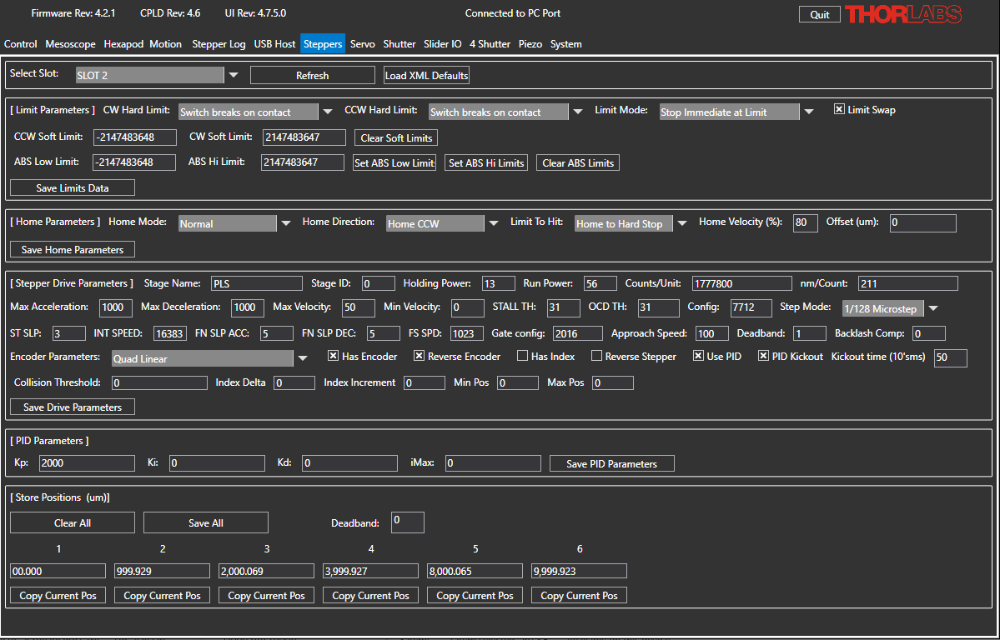 Firmware Rev: 4.2.1 CPLD Rev: 4.6 UI Rev: 4.7.5.0 Connected to PC Port Quit THORLABS
Control Mesoscope Hexapod Motion Stepper Log USB Host Steppers Servo Shutter Slider IO 4 Shutter Piezo System
Select Slot: SLOT 2 Refresh Load XML Defaults
[ Limit Parameters ] CW Hard Limit: Switch breaks on contact CCW Hard Limit: Switch breaks on contact Limit Mode: Stop Immediate at Limit Limit Swap
CCW Soft Limit: -2147483648 CW Soft Limit: 2147483647 Clear Soft Limits
ABS Low Limit: -2147483648 ABS Hi Limit: 2147483647 Set ABS Low Limit Set ABS Hi Limits Clear ABS Limits
Save Limits Data
[ Home Parameters ] Home Mode: Normal Home Direction: Home CCW Limit To Hit: Home to Hard Stop Home Velocity (%): 80 Offset (um): 0
Save Home Parameters
[ Stepper Drive Parameters ] Stage Name: PLS Stage ID: 0 Holding Power: 13 Run Power: 56 Counts/Unit: 1777800 nm/Count: 211
Max Acceleration: 1000 Max Deceleration: 1000 Max Velocity: 50 Min Velocity: 0 STALL TH: 31 OCD TH: 31 Config: 7712 Step Mode: 1/128 Microstep
ST SLP: 3 INT SPEED: 16383 FN SLP ACC: 5 FN SLP DEC: 5 FS SPD: 1023 Gate config: 2016 Approach Speed: 100 Deadband: 1 Backlash Comp: 0
Encoder Parameters: Quad Linear Has Encoder Reverse Encoder Has Index Reverse Stepper Use PID PID Kickout Kickout time (10'sms) 50
Collision Threshold: 0 Index Delta 0 Index Increment 0 Min Pos 0 Max Pos 0
Save Drive Parameters
[ PID Parameters ]
Kp: 2000 Ki: 0 Kd: 0 iMax: 0 Save PID Parameters
[ Store Positions (um)]
Clear All Save All Deadband: 0
1 2 3 4 5 6
00.000 999.929 2,000.069 3,999.927 8,000.065 9,999.923
Copy Current Pos Copy Current Pos Copy Current Pos Copy Current Pos Copy Current Pos Copy Current Pos